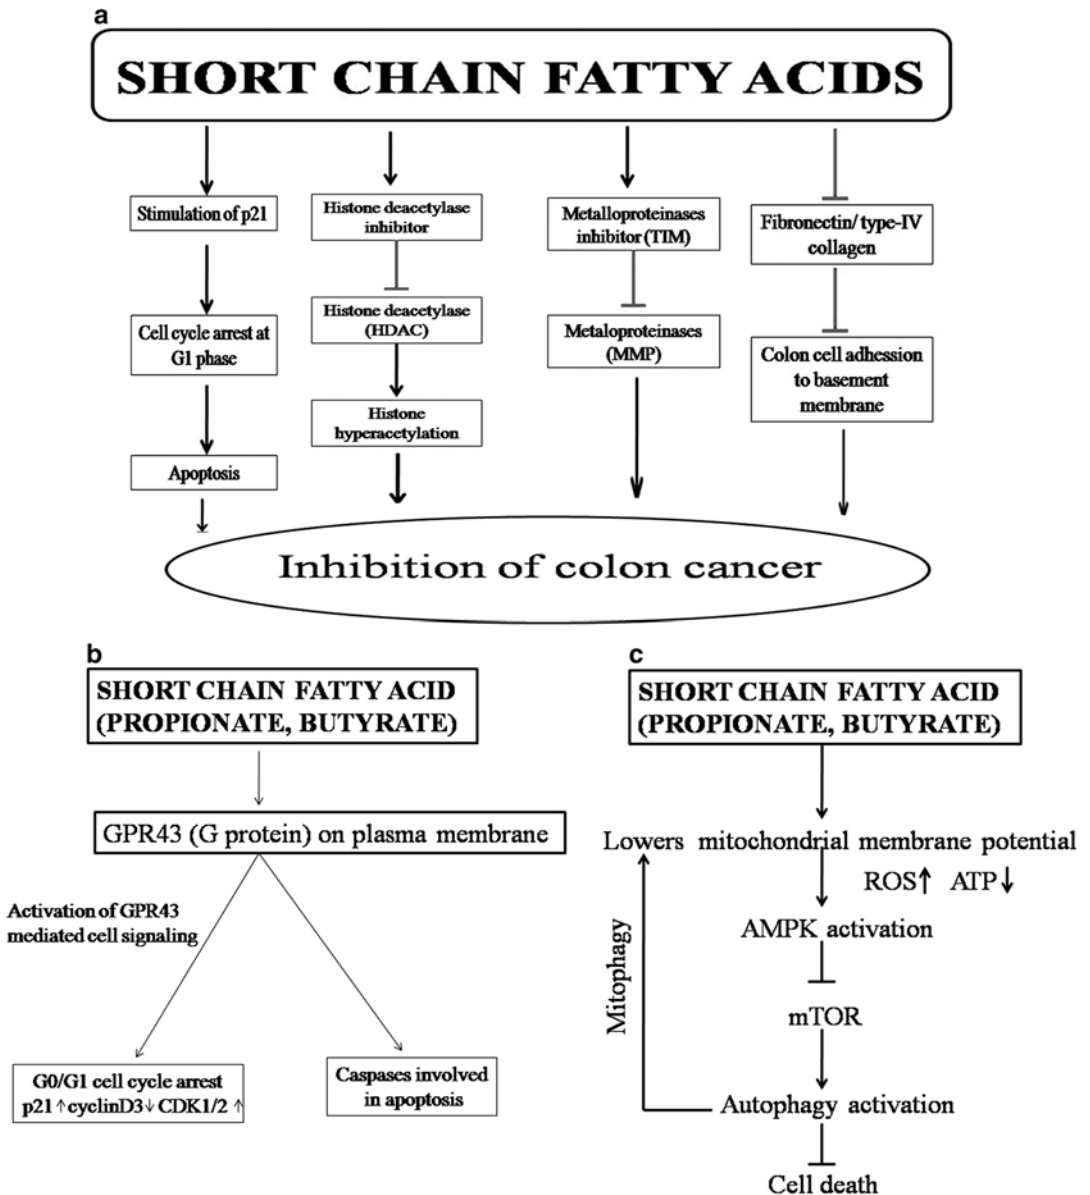 a
SHORT CHAIN FATTY ACIDS
Stimulation of p21
Cell cycle arrest at
G1 phase
Apoptosis
Histone deacetylase
inhibitor
Histone deacetylase
(HDAC)
Histone
hyperacetylation
Metalloproteinases
inhibitor (TIM)
Metaloproteinases
(MMP)
Fibronectin/ type-IV
collagen
Colon cell adhession
to basement
membrane
Inhibition of colon cancer
b
SHORT CHAIN FATTY ACID
(PROPIONATE, BUTYRATE)
GPR43 (G protein) on plasma membrane
Activation of GPR43
mediated cell signaling
G0/G1 cell cycle arrest
p21↑cyclinD3↓CDK1/2 ↑
Caspases involved
in apoptosis
c
SHORT CHAIN FATTY ACID
(PROPIONATE, BUTYRATE)
Lowers mitochondrial membrane potential
ROS↑ ATP↓
AMPK activation
mTOR
Mitophagy
Autophagy activation
Cell death